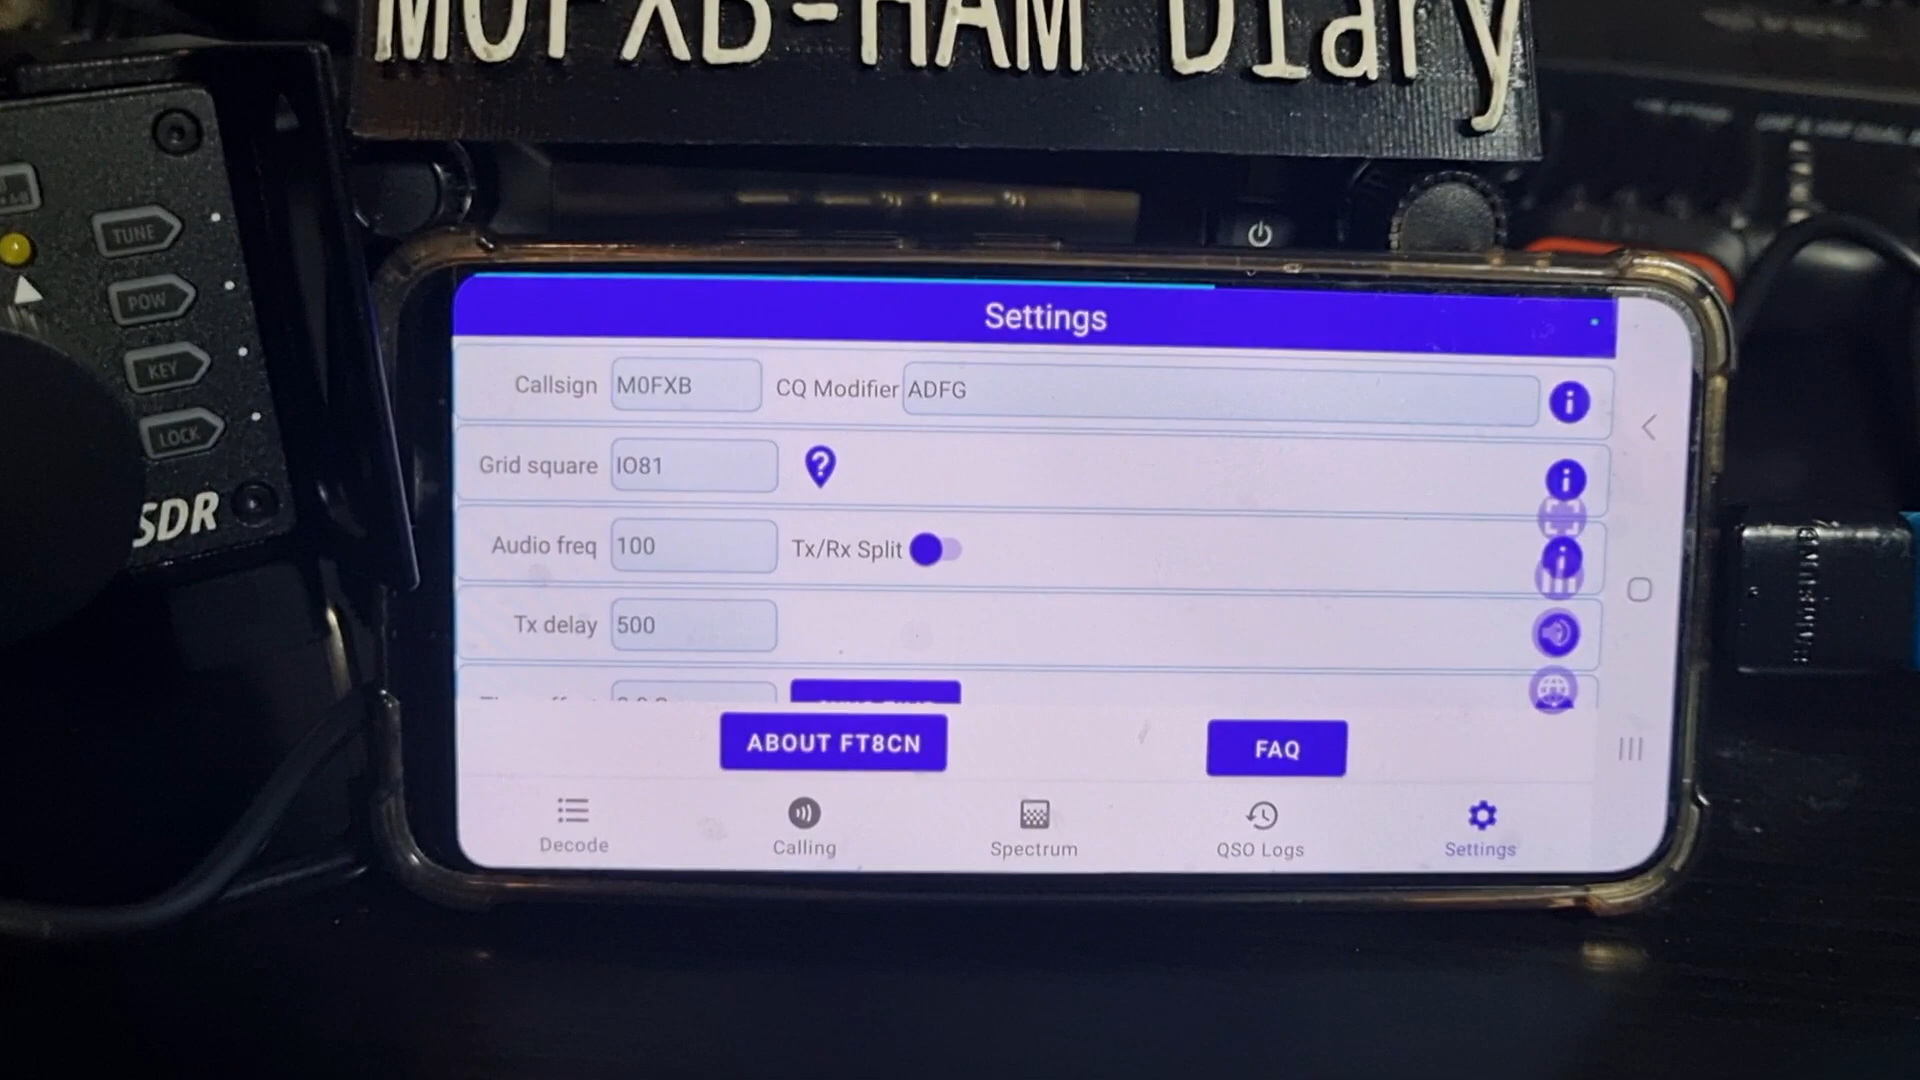 M0FXB-HAM Diary
TUNE
POW
KEY
LOCK
SDR
Settings
Callsign M0FXB CQ Modifier ADFG
Grid square IO81
Audio freq 100 Tx/Rx Split
Tx delay 500
ABOUT FT8CN FAQ
Decode Calling Spectrum QSO Logs Settings